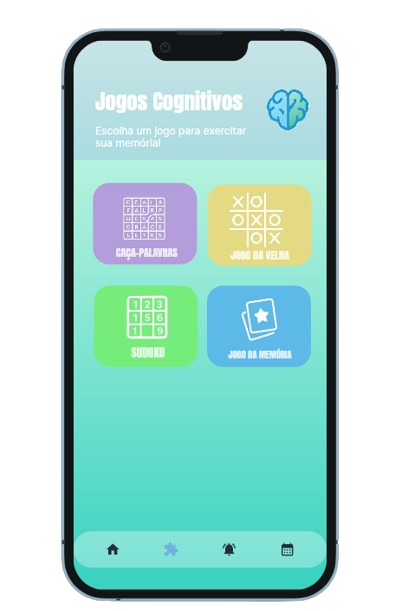 Jogos Cognitivos
Escolha um jogo para exercitar
sua memória!
CAÇA-PALAVRAS
JOGO DA VELHA
1 2 3
1 5 6
1 9
SUDOKU
JOGO DA MEMÓRIA